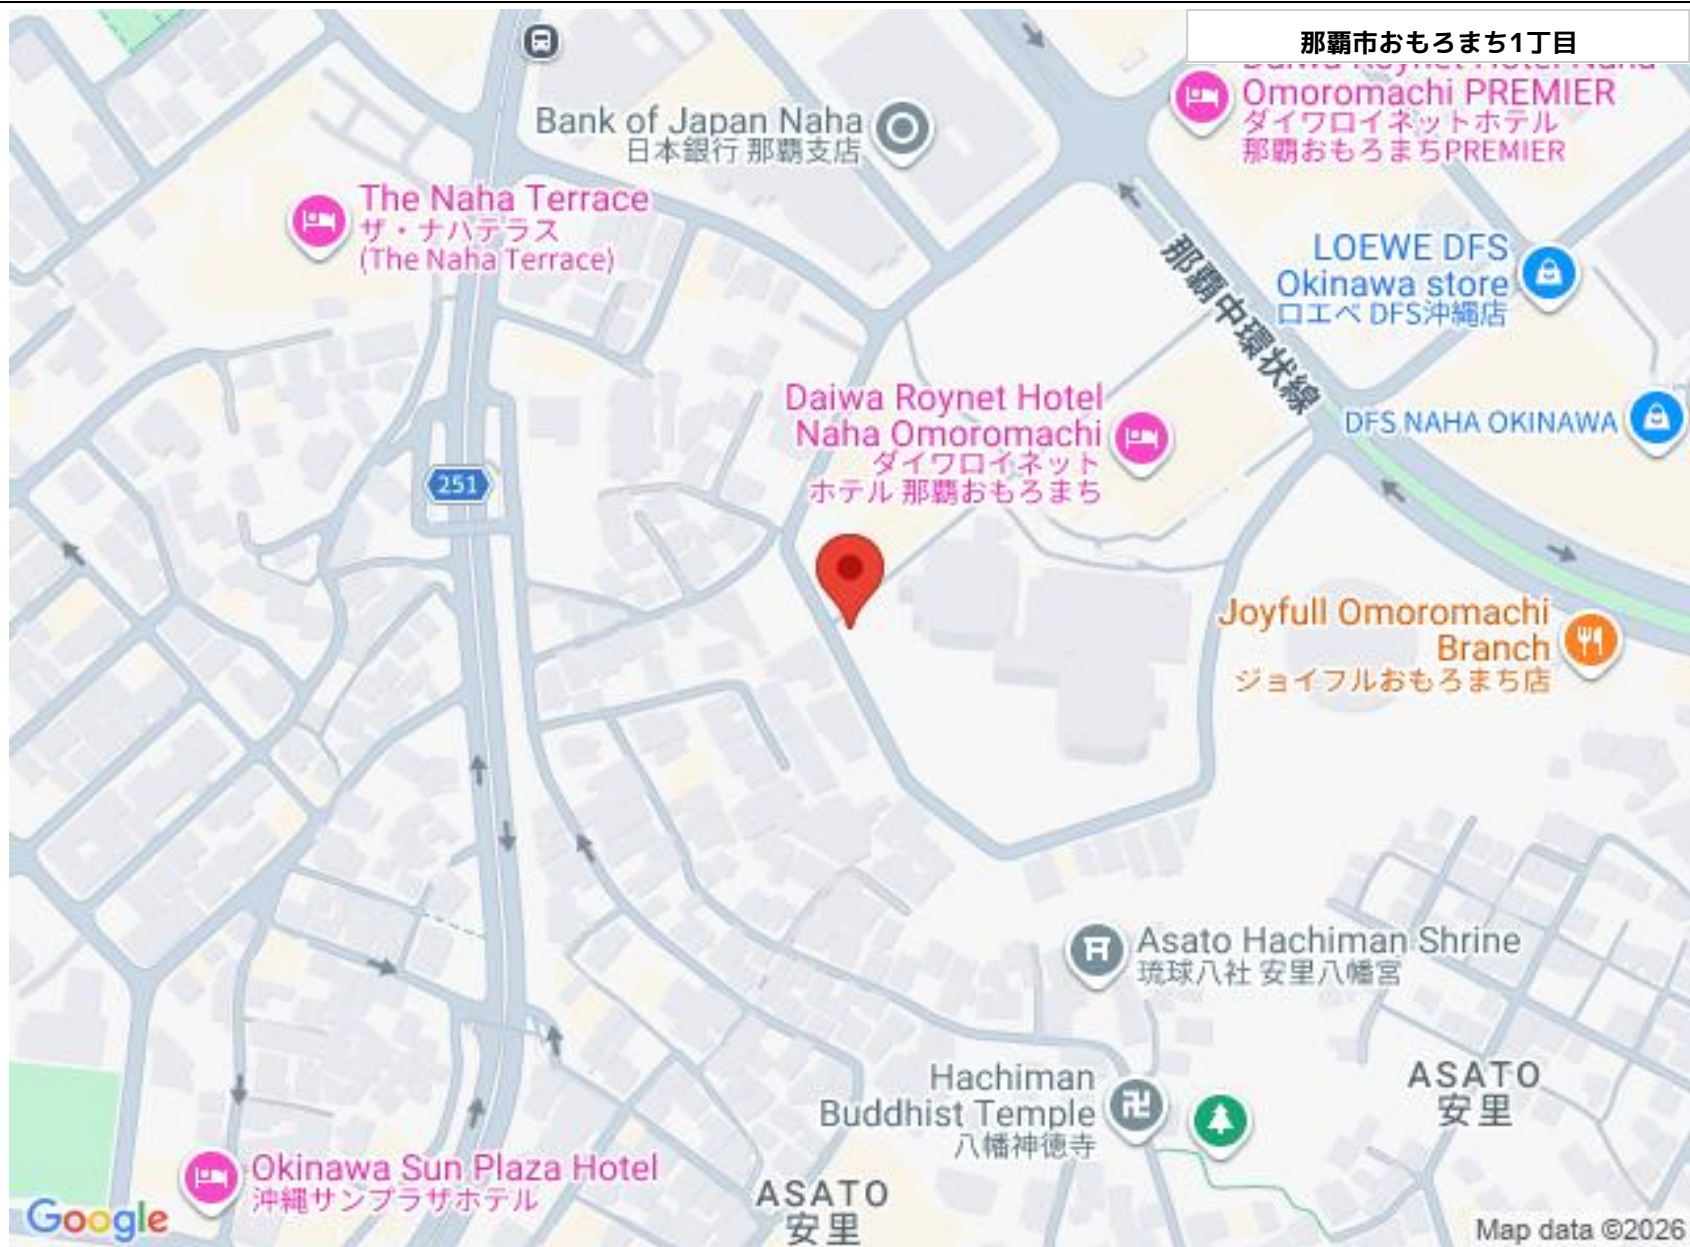 那覇市おもろまち1丁目
Daiwa Roynet Hotel Naha
Omoromachi PREMIER
ダイワロイネットホテル
那覇おもろまちPREMIER
Bank of Japan Naha
日本銀行 那覇支店
The Naha Terrace
ザ・ナハテラス
(The Naha Terrace)
那覇中環状線
LOEWE DFS
Okinawa store
ロエベ DFS沖縄店
Daiwa Roynet Hotel
Naha Omoromachi
ダイワロイネット
ホテル 那覇おもろまち
DFS NAHA OKINAWA
251
Joyfull Omoromachi
Branch
ジョイフルおもろまち店
Asato Hachiman Shrine
琉球八社 安里八幡宮
Hachiman
Buddhist Temple
八幡神徳寺
ASATO
安里
Okinawa Sun Plaza Hotel
沖縄サンプラザホテル
ASATO
安里
Google
Map data ©2026